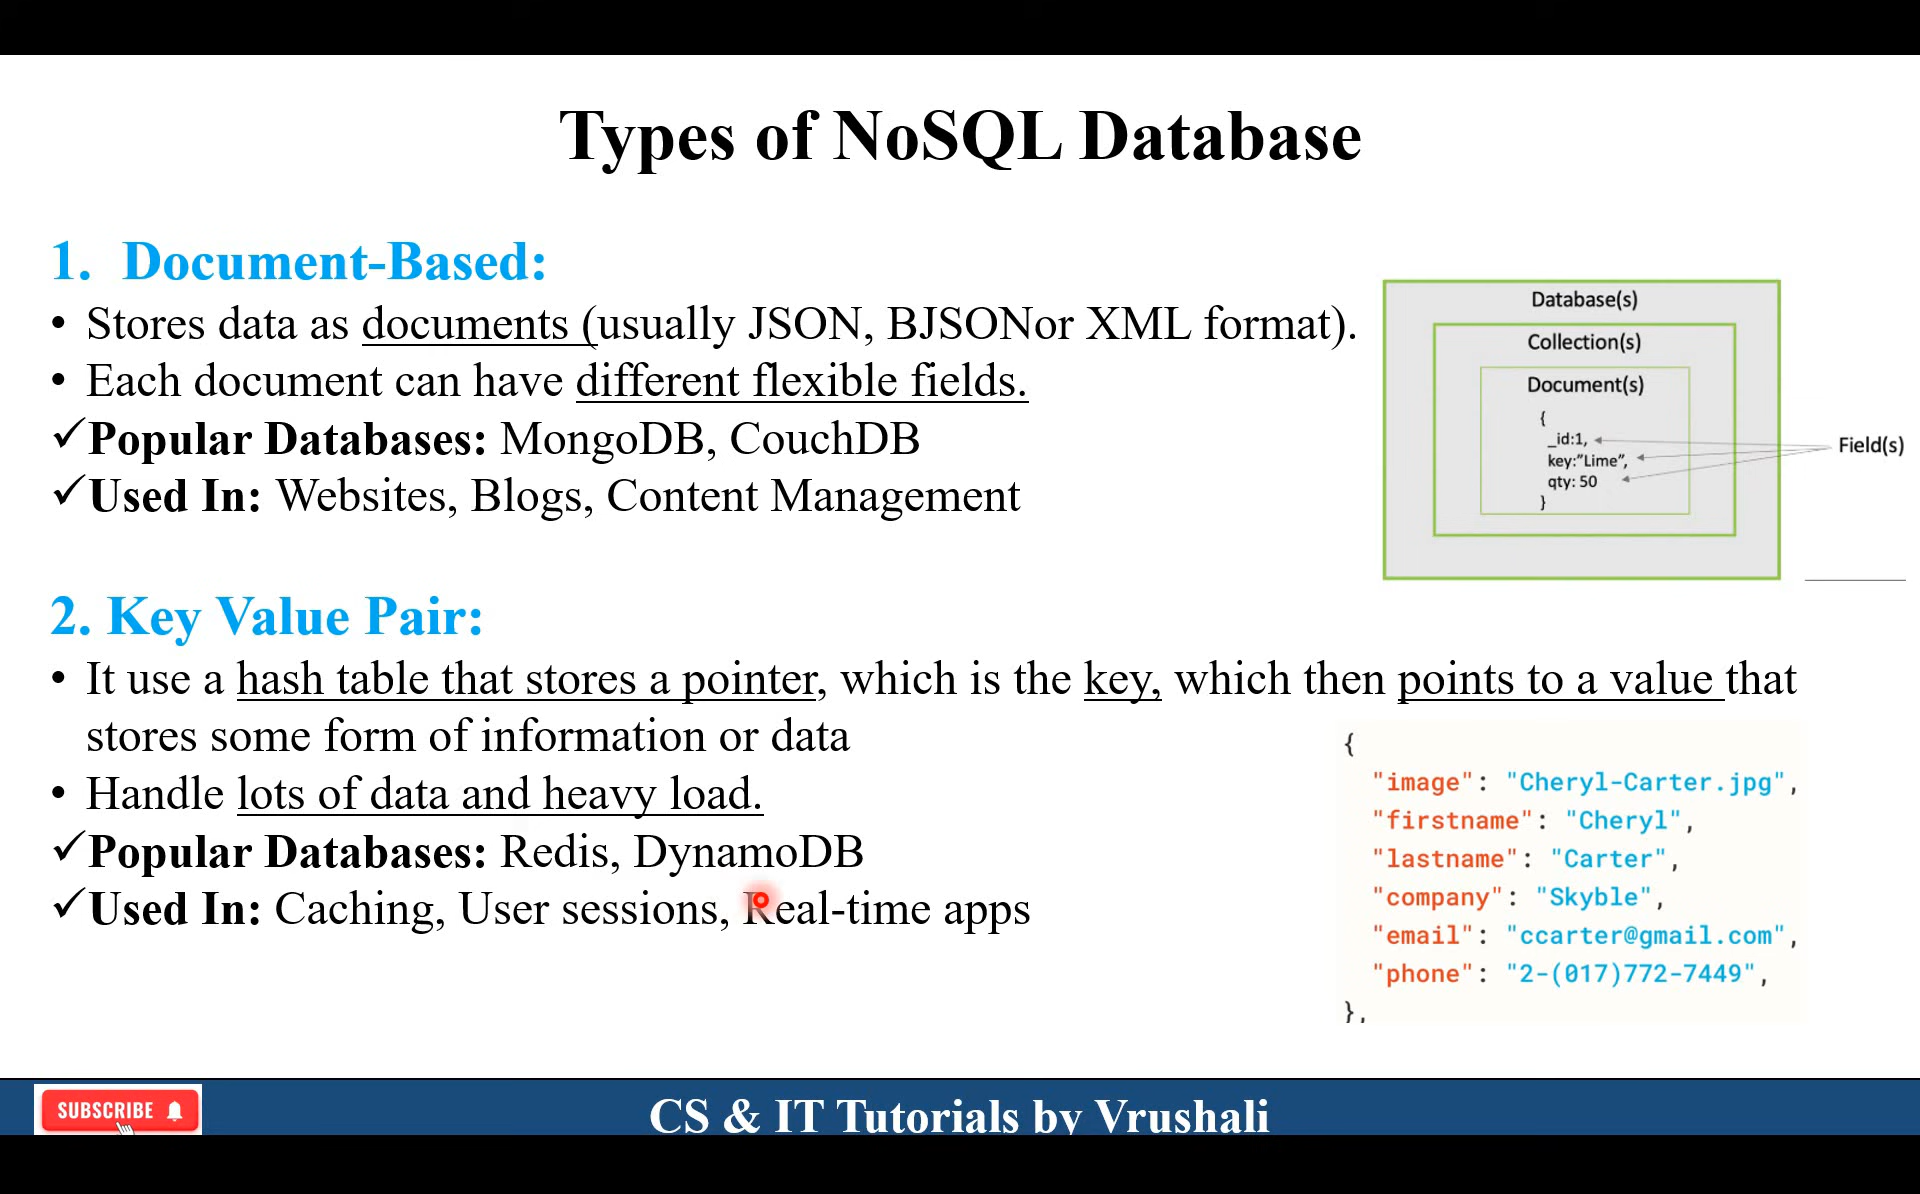 Types of NoSQL Database
1. Document-Based:
• Stores data as documents (usually JSON, BJSONor XML format).
• Each document can have different flexible fields.
✓Popular Databases: MongoDB, CouchDB
✓Used In: Websites, Blogs, Content Management
Database(s)
Collection(s)
Document(s)
{
_id:1,
key:"Lime",
qty: 50
}
Field(s)
2. Key Value Pair:
• It use a hash table that stores a pointer, which is the key, which then points to a value that
stores some form of information or data
• Handle lots of data and heavy load.
✓Popular Databases: Redis, DynamoDB
✓Used In: Caching, User sessions, Real-time apps
{
"image": "Cheryl-Carter.jpg",
"firstname": "Cheryl",
"lastname": "Carter",
"company": "Skyble",
"email": "ccarter@gmail.com",
"phone": "2-(017)772-7449",
},
SUBSCRIBE
CS & IT Tutorials by Vrushali